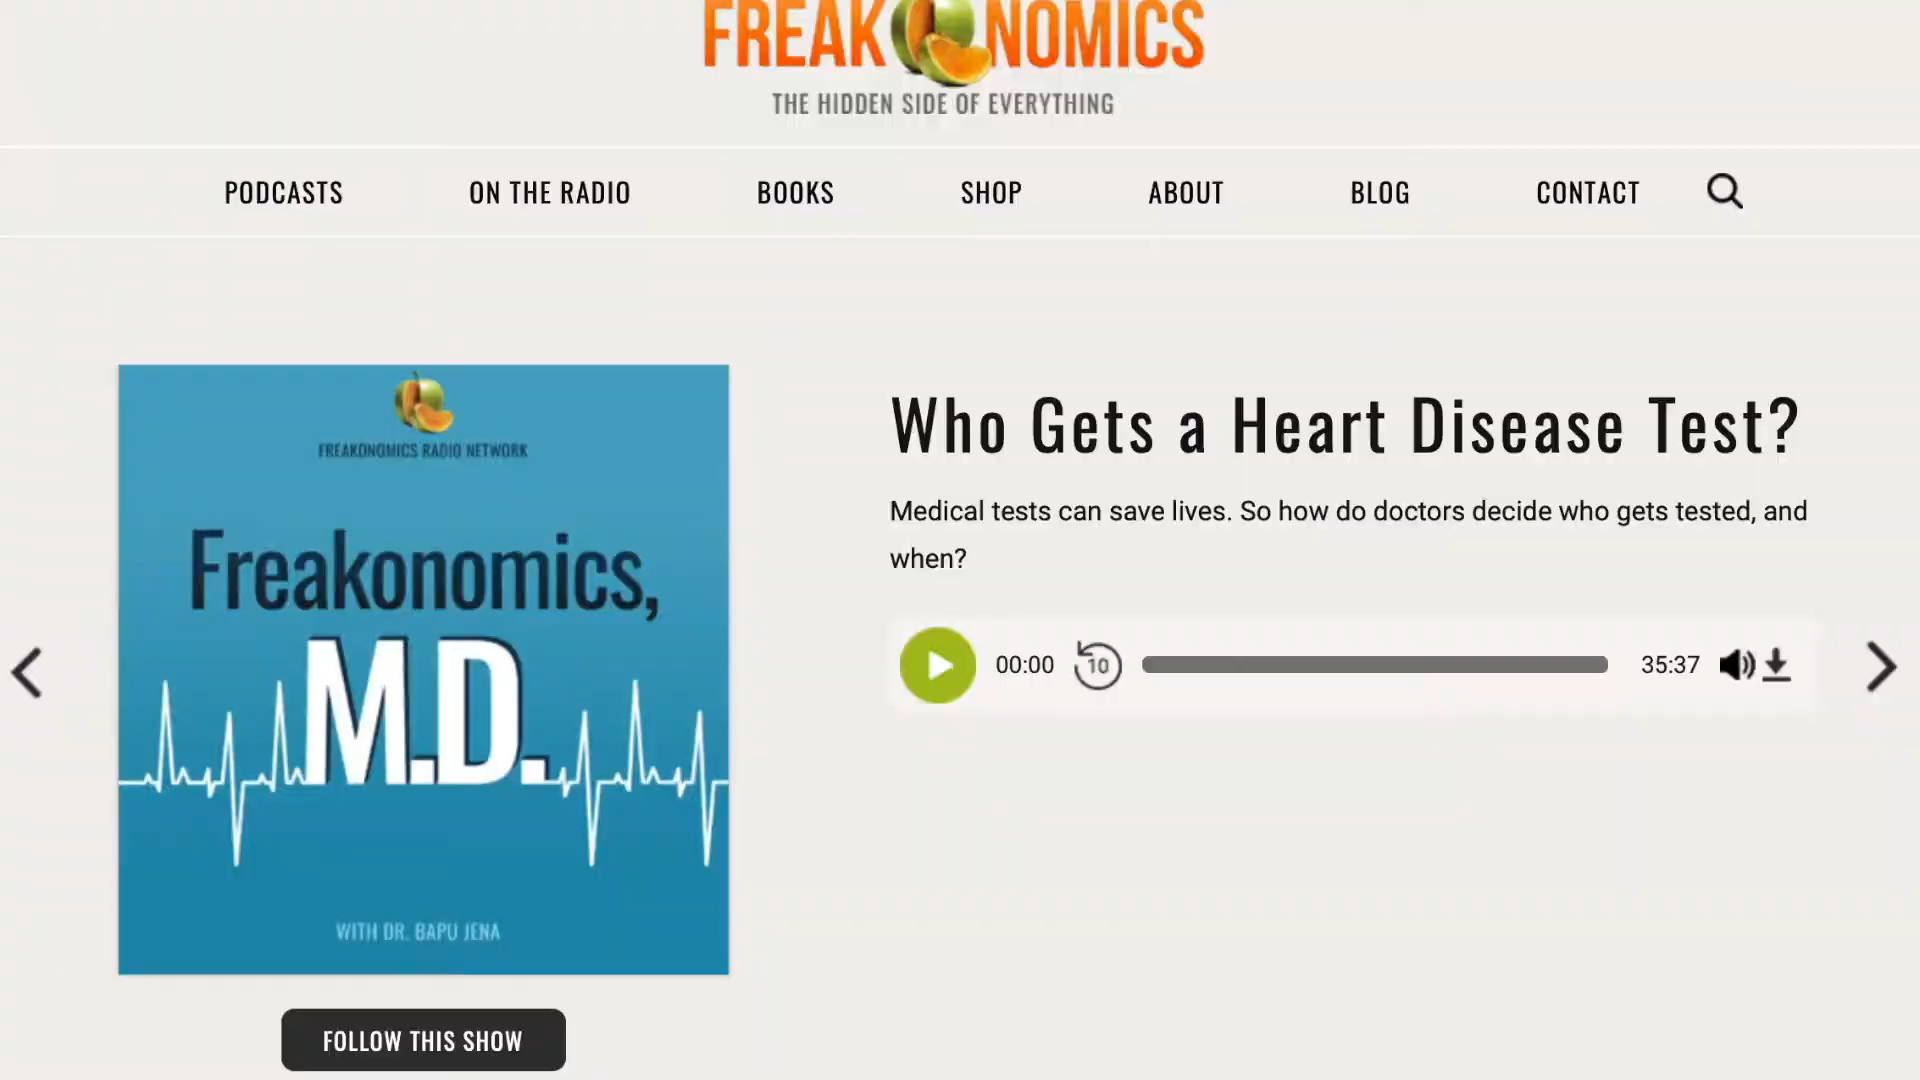 FREAKONOMICS
THE HIDDEN SIDE OF EVERYTHING
PODCASTS ON THE RADIO BOOKS SHOP ABOUT BLOG CONTACT
FREAKONOMICS RADIO NETWORK
Freakonomics,
M.D.
WITH DR. BAPU JENA
FOLLOW THIS SHOW
Who Gets a Heart Disease Test?
Medical tests can save lives. So how do doctors decide who gets tested, and
when?
00:00 10 35:37